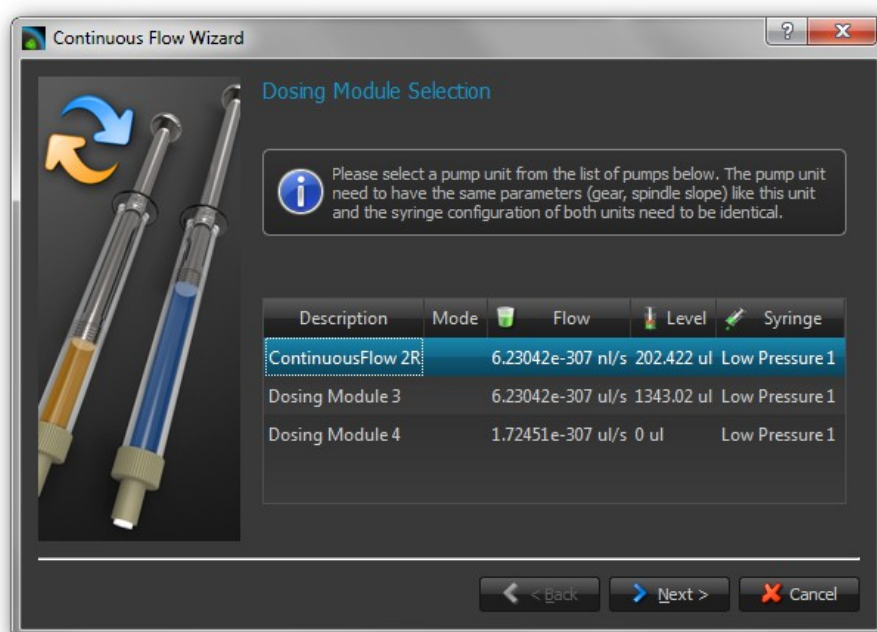 Continuous Flow Wizard
Dosing Module Selection
Please select a pump unit from the list of pumps below. The pump unit
need to have the same parameters (gear, spindle slope) like this unit
and the syringe configuration of both units need to be identical.
Description Mode Flow Level Syringe
ContinuousFlow 2R 6.23042e-307 nl/s 202.422 ul Low Pressure 1
Dosing Module 3 6.23042e-307 ul/s 1343.02 ul Low Pressure 1
Dosing Module 4 1.72451e-307 ul/s 0 ul Low Pressure 1
< Back Next > Cancel